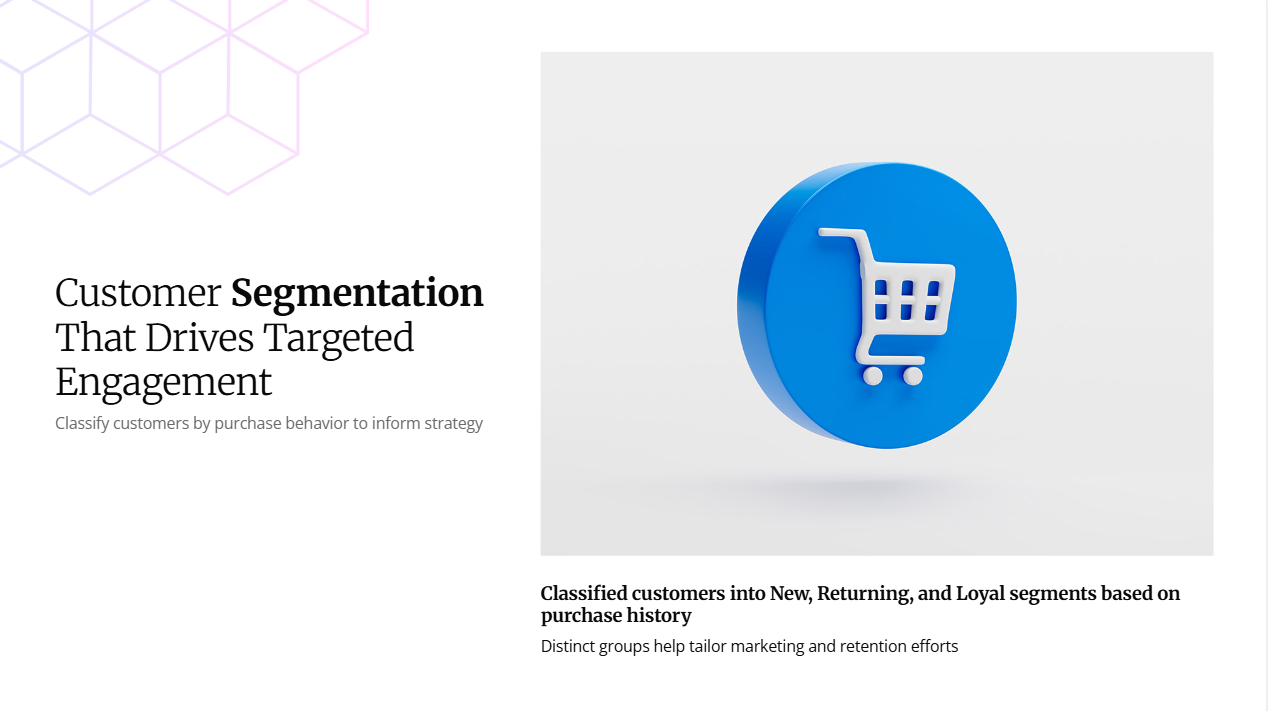 Customer Segmentation
That Drives Targeted
Engagement
Classify customers by purchase behavior to inform strategy
Classified customers into New, Returning, and Loyal segments based on
purchase history
Distinct groups help tailor marketing and retention efforts